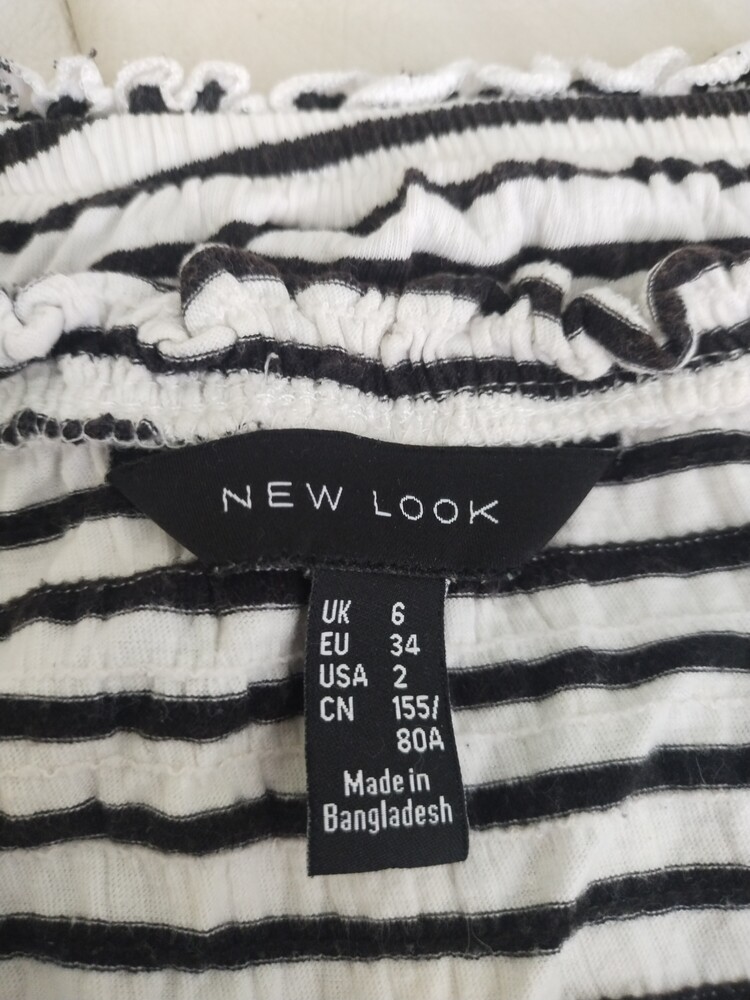 NEW LOOK
UK 6
EU 34
USA 2
CN 155/
80A
Made in
Bangladesh